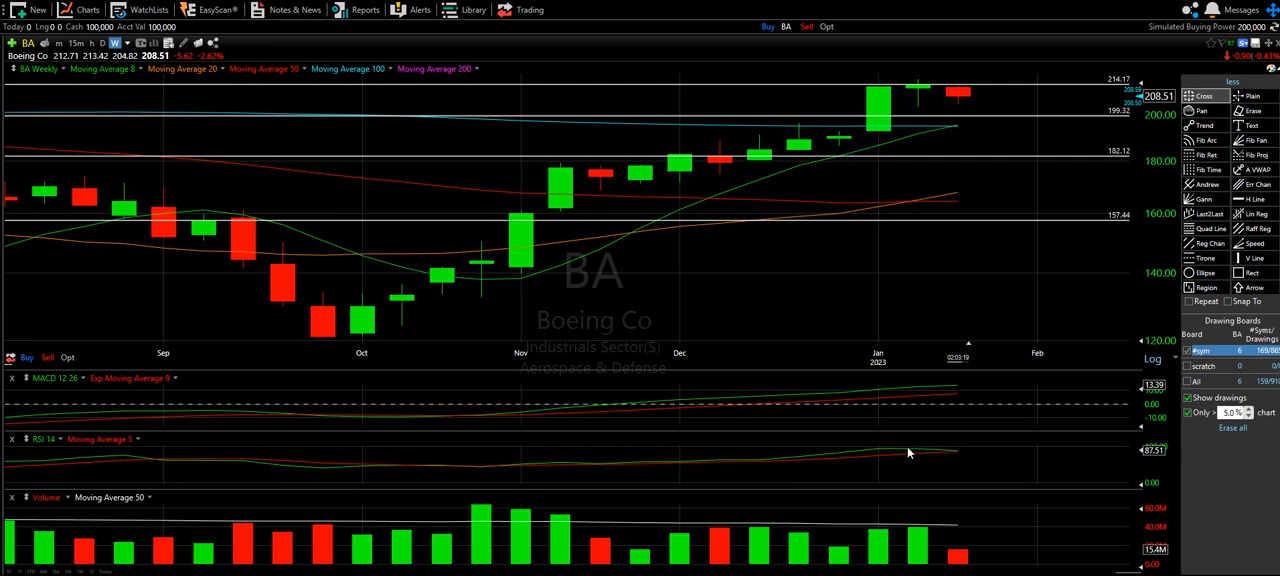 New Charts WatchLists EasyScan® Notes & News Reports Alerts Library Trading Messages
Today 0 Lng 0 0 Cash 100,000 Acct Val 100,000 Buy BA Sell Opt Simulated Buying Power 200,000
BA m 15m h D W
Boeing Co 212.71 213.42 204.82 208.51 -5.62 -2.62% -0.90(-0.43%)
BA Weekly Moving Average 8 Moving Average 20 Moving Average 50 Moving Average 100 Moving Average 200
214.17
208.59
208.51
208.50
199.32
200.00
182.12
180.00
157.44
160.00
140.00
120.00
BA
Boeing Co
Industrials Sector(S)
Aerospace & Defense
Buy Sell Opt
Sep Oct Nov Dec Jan Feb
2023
02:03:19
Log
MACD 12 26 Exp Moving Average 9
13.39
0.00
-10.00
RSI 14 Moving Average 5
87.51
0.00
Volume Moving Average 50
60.0M
40.0M
15.4M
0.00
less
Cross Plain
Pan Erase
Trend Text
Fib Arc Fib Fan
Fib Ret Fib Proj
Fib Time A VWAP
Andrew Err Chan
Gann H Line
Last2Last Lin Reg
Quad Line Raff Reg
Reg Chan Speed
Tirone V Line
Ellipse Rect
Region Arrow
Repeat Snap To
Drawing Boards
Board BA #Syms/
Drawings
#sym 6
scratch 0
All 6
Show drawings
Only > 5.0 % chart
Erase all